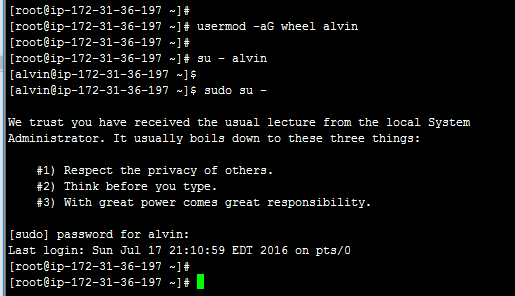 [root@ip-172-31-36-197 ~]#
[root@ip-172-31-36-197 ~]# usermod -aG wheel alvin
[root@ip-172-31-36-197 ~]#
[root@ip-172-31-36-197 ~]# su - alvin
[alvin@ip-172-31-36-197 ~]$
[alvin@ip-172-31-36-197 ~]$ sudo su -
We trust you have received the usual lecture from the local System
Administrator. It usually boils down to these three things:
#1) Respect the privacy of others.
#2) Think before you type.
#3) With great power comes great responsibility.
[sudo] password for alvin:
Last login: Sun Jul 17 21:10:59 EDT 2016 on pts/0
[root@ip-172-31-36-197 ~]#
[root@ip-172-31-36-197 ~]#